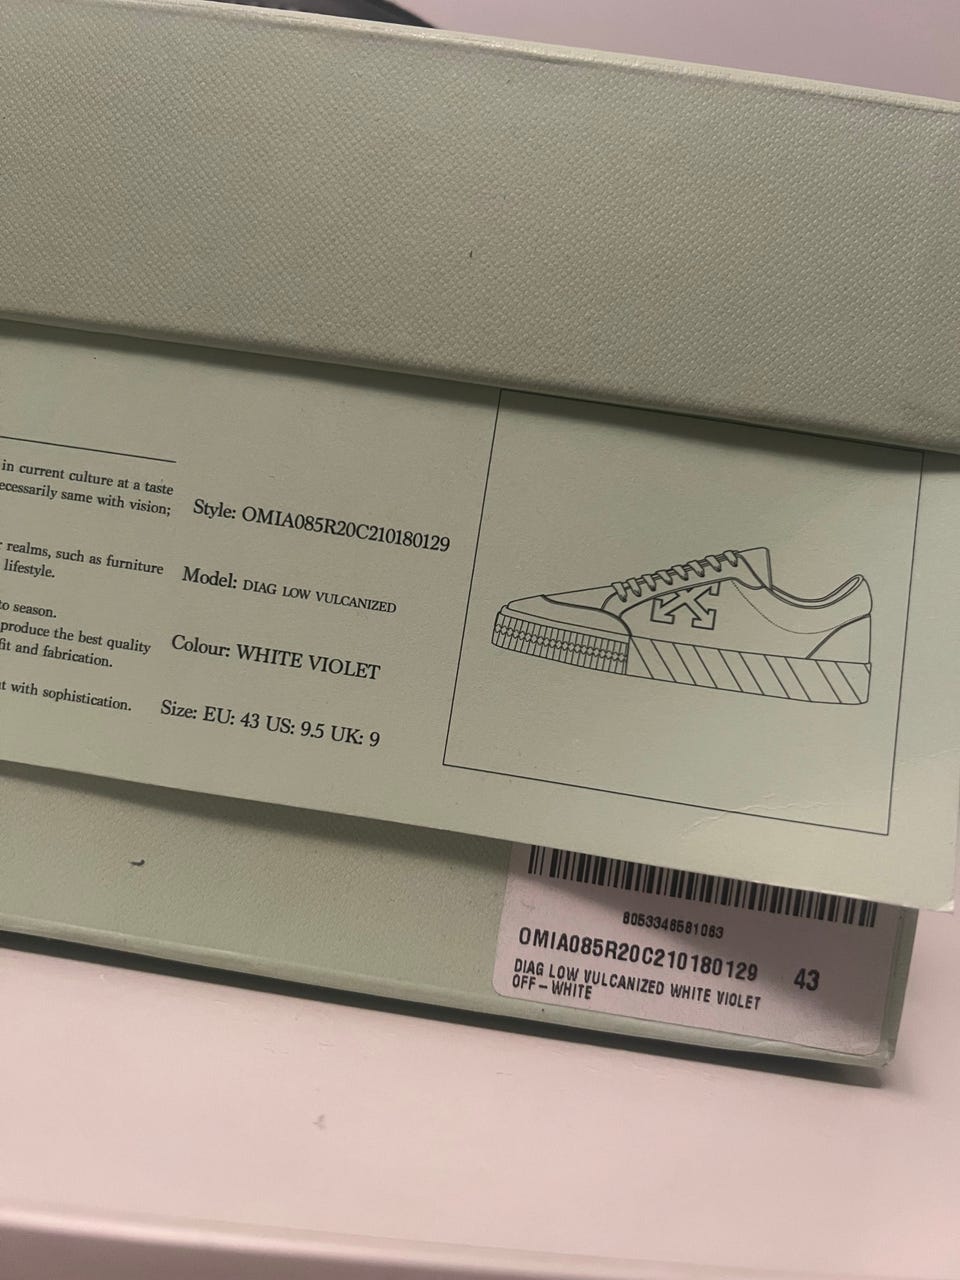 in current culture at a taste
ecessarily same with vision;
realms, such as furniture
lifestyle.
to season.
produce the best quality
fit and fabrication.
with sophistication.
Style: OMIA085R20C210180129
Model: DIAG LOW VULCANIZED
Colour: WHITE VIOLET
Size: EU: 43 US: 9.5 UK: 9
8053346581063
OMIA085R20C210180129 43
DIAG LOW VULCANIZED WHITE VIOLET
OFF-WHITE